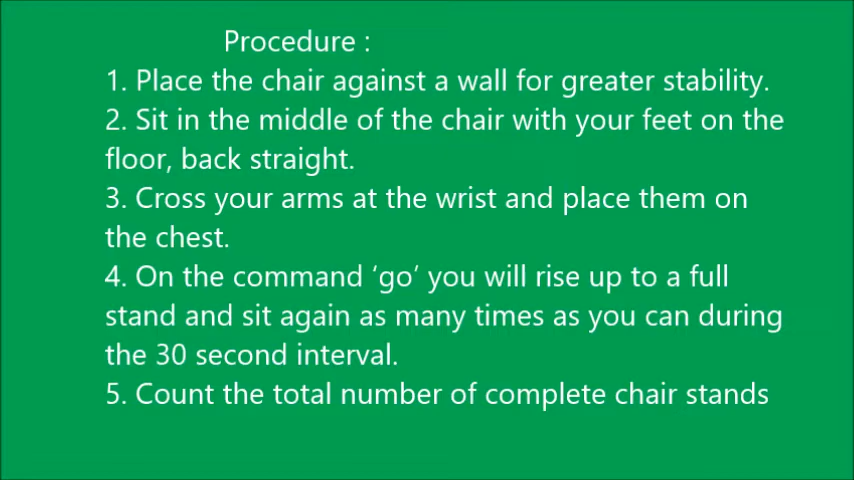 Procedure :
1. Place the chair against a wall for greater stability.
2. Sit in the middle of the chair with your feet on the
floor, back straight.
3. Cross your arms at the wrist and place them on
the chest.
4. On the command ‘go’ you will rise up to a full
stand and sit again as many times as you can during
the 30 second interval.
5. Count the total number of complete chair stands